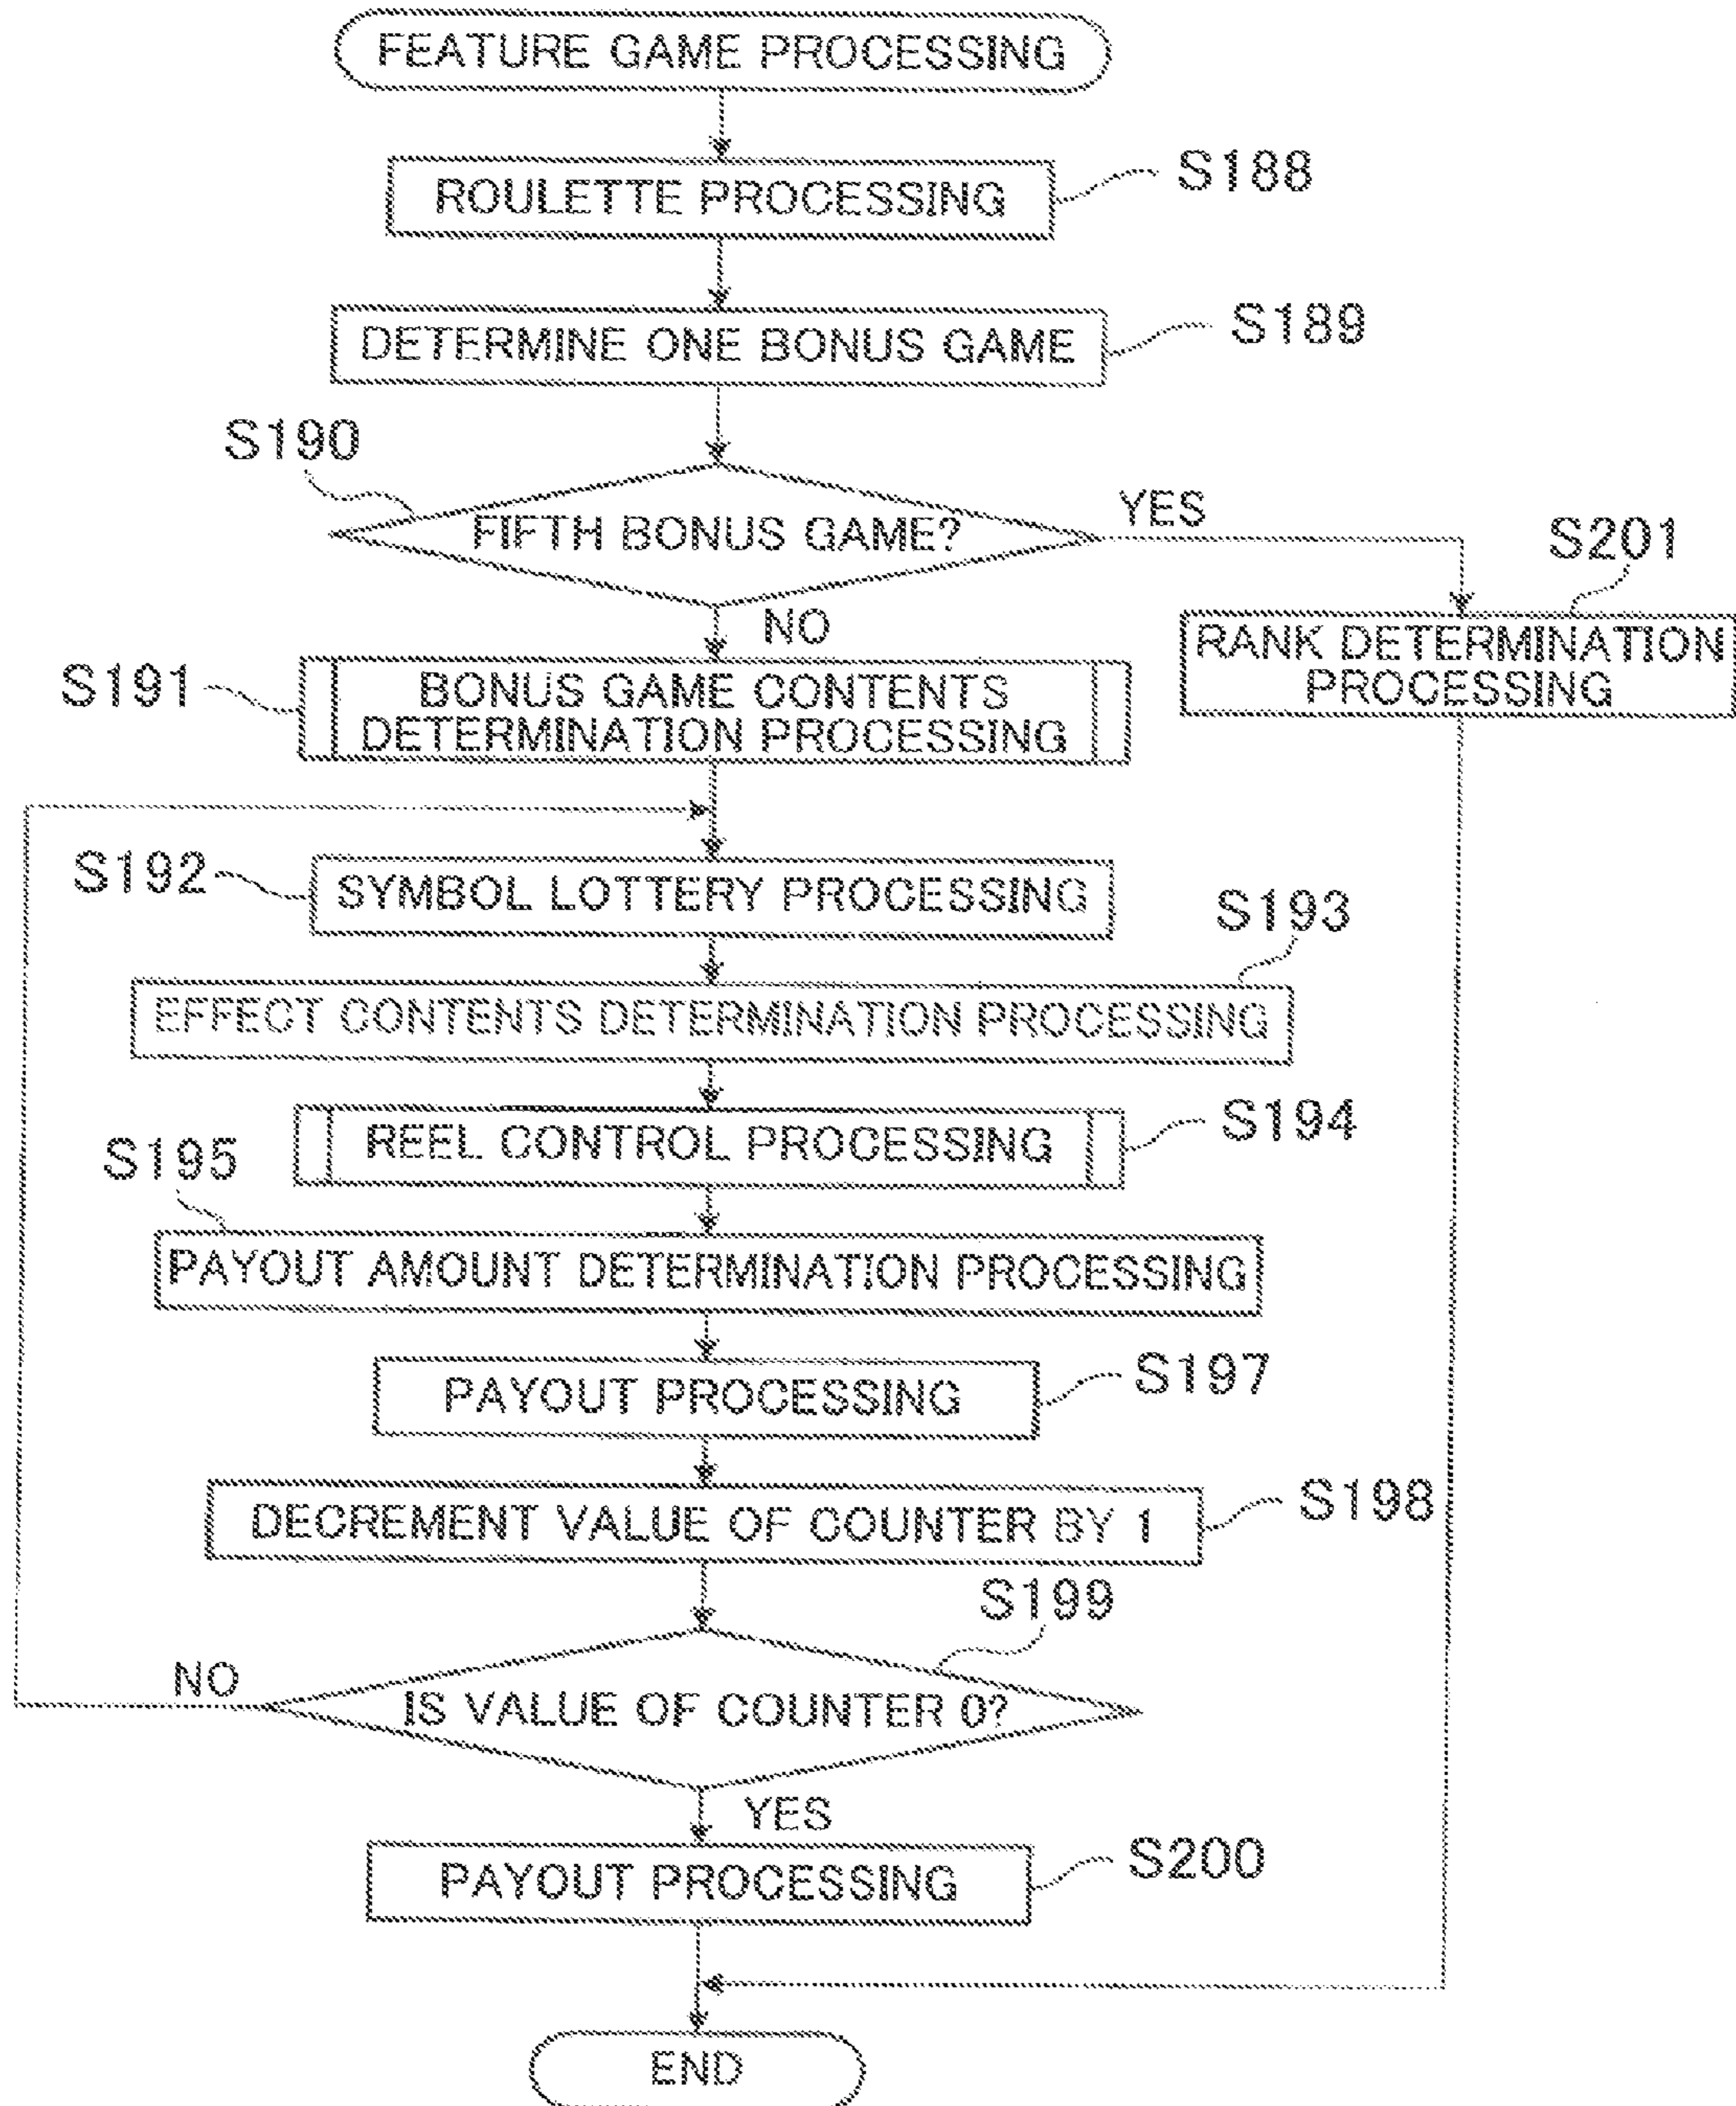 FEATURE GAME PROCESSING
ROULETTE PROCESSING
S188
DETERMINE ONE BONUS GAME
S189
S190
FIFTH BONUS GAME?
YES
NO
S201
RANK DETERMINATION
PROCESSING
S191
BONUS GAME CONTENTS
DETERMINATION PROCESSING
S192
SYMBOL LOTTERY PROCESSING
S193
EFFECT CONTENTS DETERMINATION PROCESSING
REEL CONTROL PROCESSING
S194
S195
PAYOUT AMOUNT DETERMINATION PROCESSING
PAYOUT PROCESSING
S197
DECREMENT VALUE OF COUNTER BY 1
S198
S199
NO
IS VALUE OF COUNTER 0?
YES
PAYOUT PROCESSING
S200
END